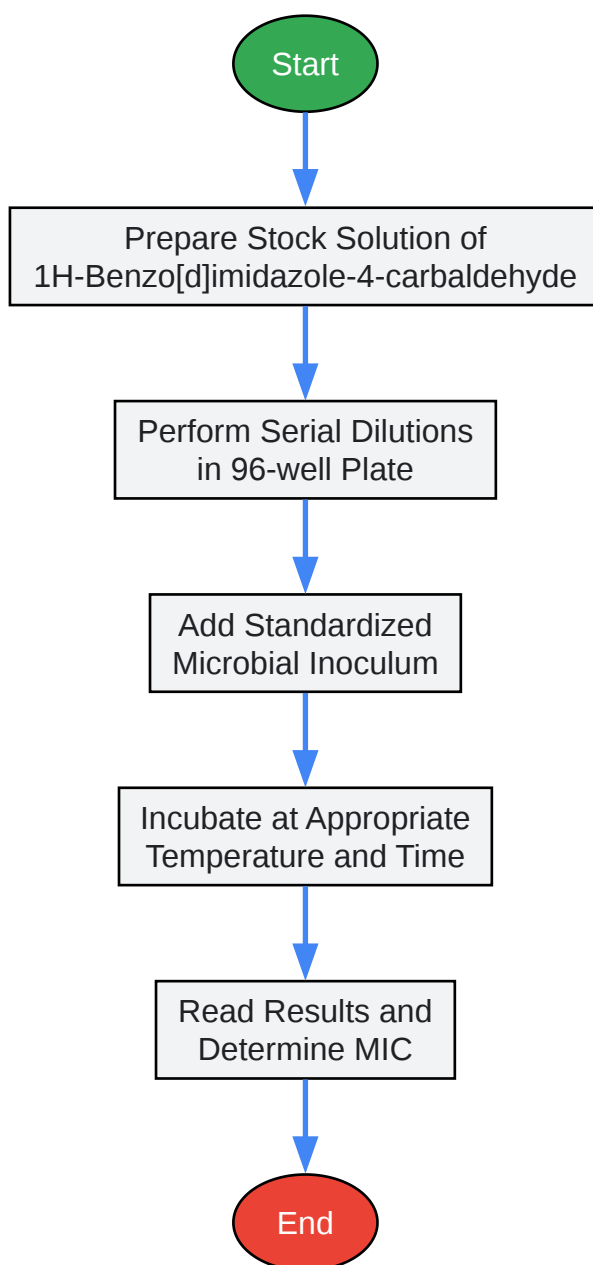 Start
Prepare Stock Solution of
1H-Benzo[d]imidazole-4-carbaldehyde
Perform Serial Dilutions
in 96-well Plate
Add Standardized
Microbial Inoculum
Incubate at Appropriate
Temperature and Time
Read Results and
Determine MIC
End